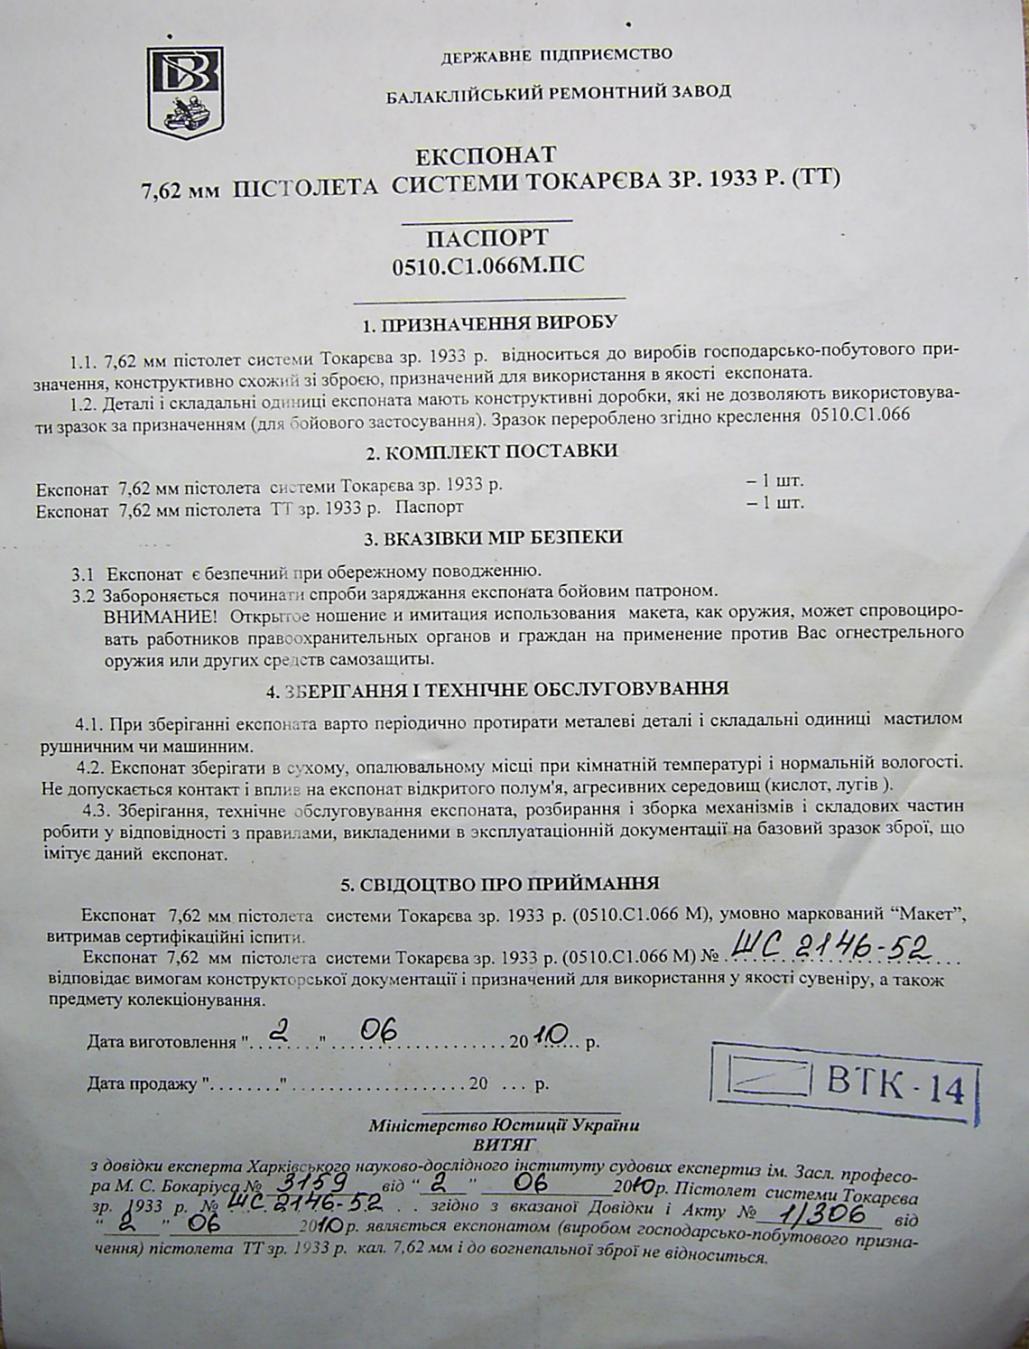 ДЕРЖАВНЕ ПІДПРИЄМСТВО
БАЛАКЛІЙСЬКИЙ РЕМОНТНИЙ ЗАВОД
ЕКСПОНАТ
7,62 мм ПІСТОЛЕТА СИСТЕМИ ТОКАРЄВА ЗР. 1933 Р. (ТТ)
ПАСПОРТ
0510.С1.066М.ПС
1. ПРИЗНАЧЕННЯ ВИРОБУ
1.1. 7,62 мм пістолет системи Токарєва зр. 1933 р. відноситься до виробів господарсько-побутового при-
значення, конструктивно схожий зі зброєю, призначений для використання в якості експоната.
1.2. Деталі і складальні одиниці експоната мають конструктивні доробки, які не дозволяють використовува-
ти зразок за призначенням (для бойового застосування). Зразок перероблено згідно креслення 0510.С1.066
2. КОМПЛЕКТ ПОСТАВКИ
Експонат 7,62 мм пістолета системи Токарєва зр. 1933 р. – 1 шт.
Експонат 7,62 мм пістолета ТТ зр. 1933 р. Паспорт – 1 шт.
3. ВКАЗІВКИ МІР БЕЗПЕКИ
3.1 Експонат є безпечний при обережному поводженню.
3.2 Забороняється починати спроби заряджання експоната бойовим патроном.
ВНИМАНИЕ! Открытое ношение и имитация использования макета, как оружия, может спровоциро-
вать работников правоохранительных органов и граждан на применение против Вас огнестрельного
оружия или других средств самозащиты.
4. ЗБЕРІГАННЯ І ТЕХНІЧНЕ ОБСЛУГОВУВАННЯ
4.1. При зберіганні експоната варто періодично протирати металеві деталі і складальні одиниці мастилом
рушничним чи машинним.
4.2. Експонат зберігати в сухому, опалювальному місці при кімнатній температурі і нормальній вологості.
Не допускається контакт і вплив на експонат відкритого полум'я, агресивних середовищ (кислот, лугів ).
4.3. Зберігання, технічне обслуговування експоната, розбирання і зборка механізмів і складових частин
робити у відповідності з правилами, викладеними в эксплуатаціонній документації на базовий зразок зброї, що
імітує даний експонат.
5. СВІДОЦТВО ПРО ПРИЙМАННЯ
Експонат 7,62 мм пістолета системи Токарєва зр. 1933 р. (0510.С1.066 М), умовно маркований “Макет”,
витримав сертифікаційні іспити.
Експонат 7,62 мм пістолета системи Токарєва зр. 1933 р. (0510.С1.066 М) № ШС 2146-52
відповідає вимогам конструкторської документації і призначений для використання у якості сувеніру, а також
предмету колекціонування.
Дата виготовлення "..2.." ..06.. 2010 р.
Дата продажу "........" ........................ 20 ... р.
ВТК - 14
Міністерство Юстиції України
ВИТЯГ
з довідки експерта Харківського науково-дослідного інституту судових експертиз ім. Засл. професо-
ра М. С. Бокаріуса № 3159 від “ 2 ” 06 2010р. Пістолет системи Токарєва
зр. 1933 р. № ШС 2146-52 . . згідно з вказаної Довідки і Акту № 1/306 від
“ 2 ” 06 2010р. являється експонатом (виробом господарсько-побутового призна-
чення) пістолета ТТ зр. 1933 р. кал. 7,62 мм і до вогнепальної зброї не відноситься.